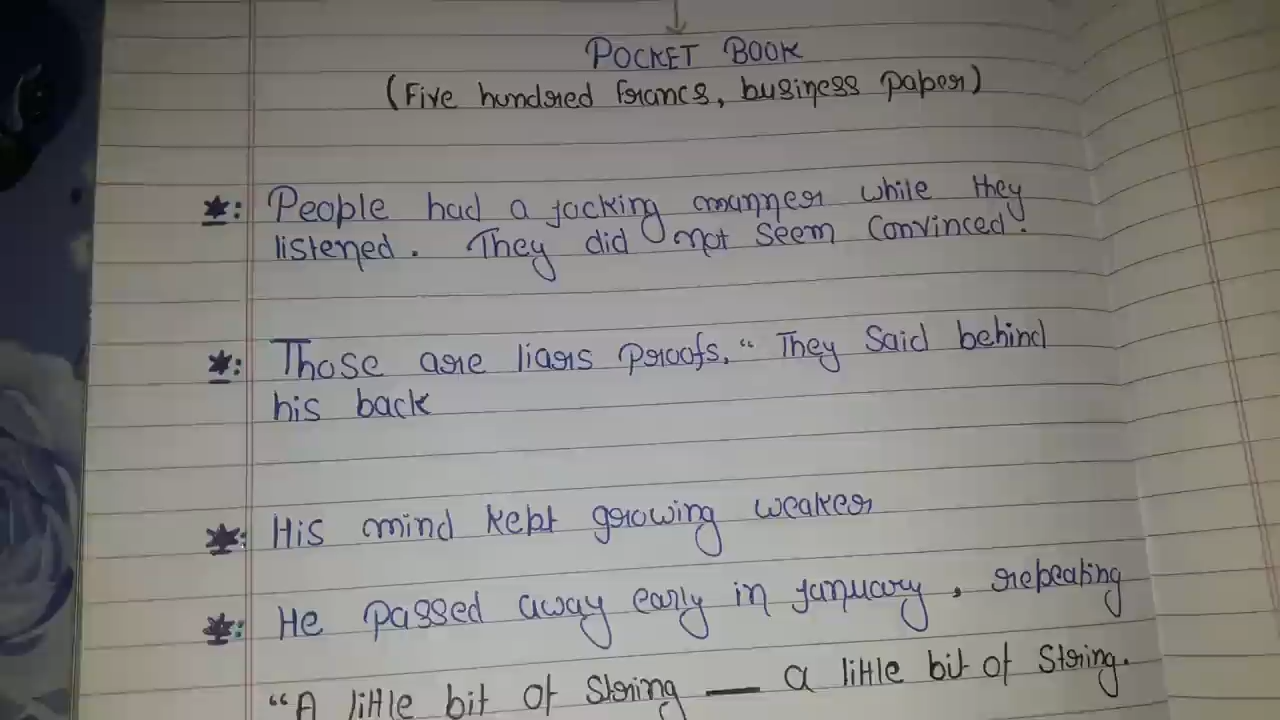 POCKET BOOK
(Five hundred francs, business paper)
*: People had a jocking manner while they
listened. They did not seem convinced.
*: Those are liars proofs." They said behind
his back
*: His mind kept growing weaker
*: He passed away early in january, repeating
"A little bit of string — a little bit of string.